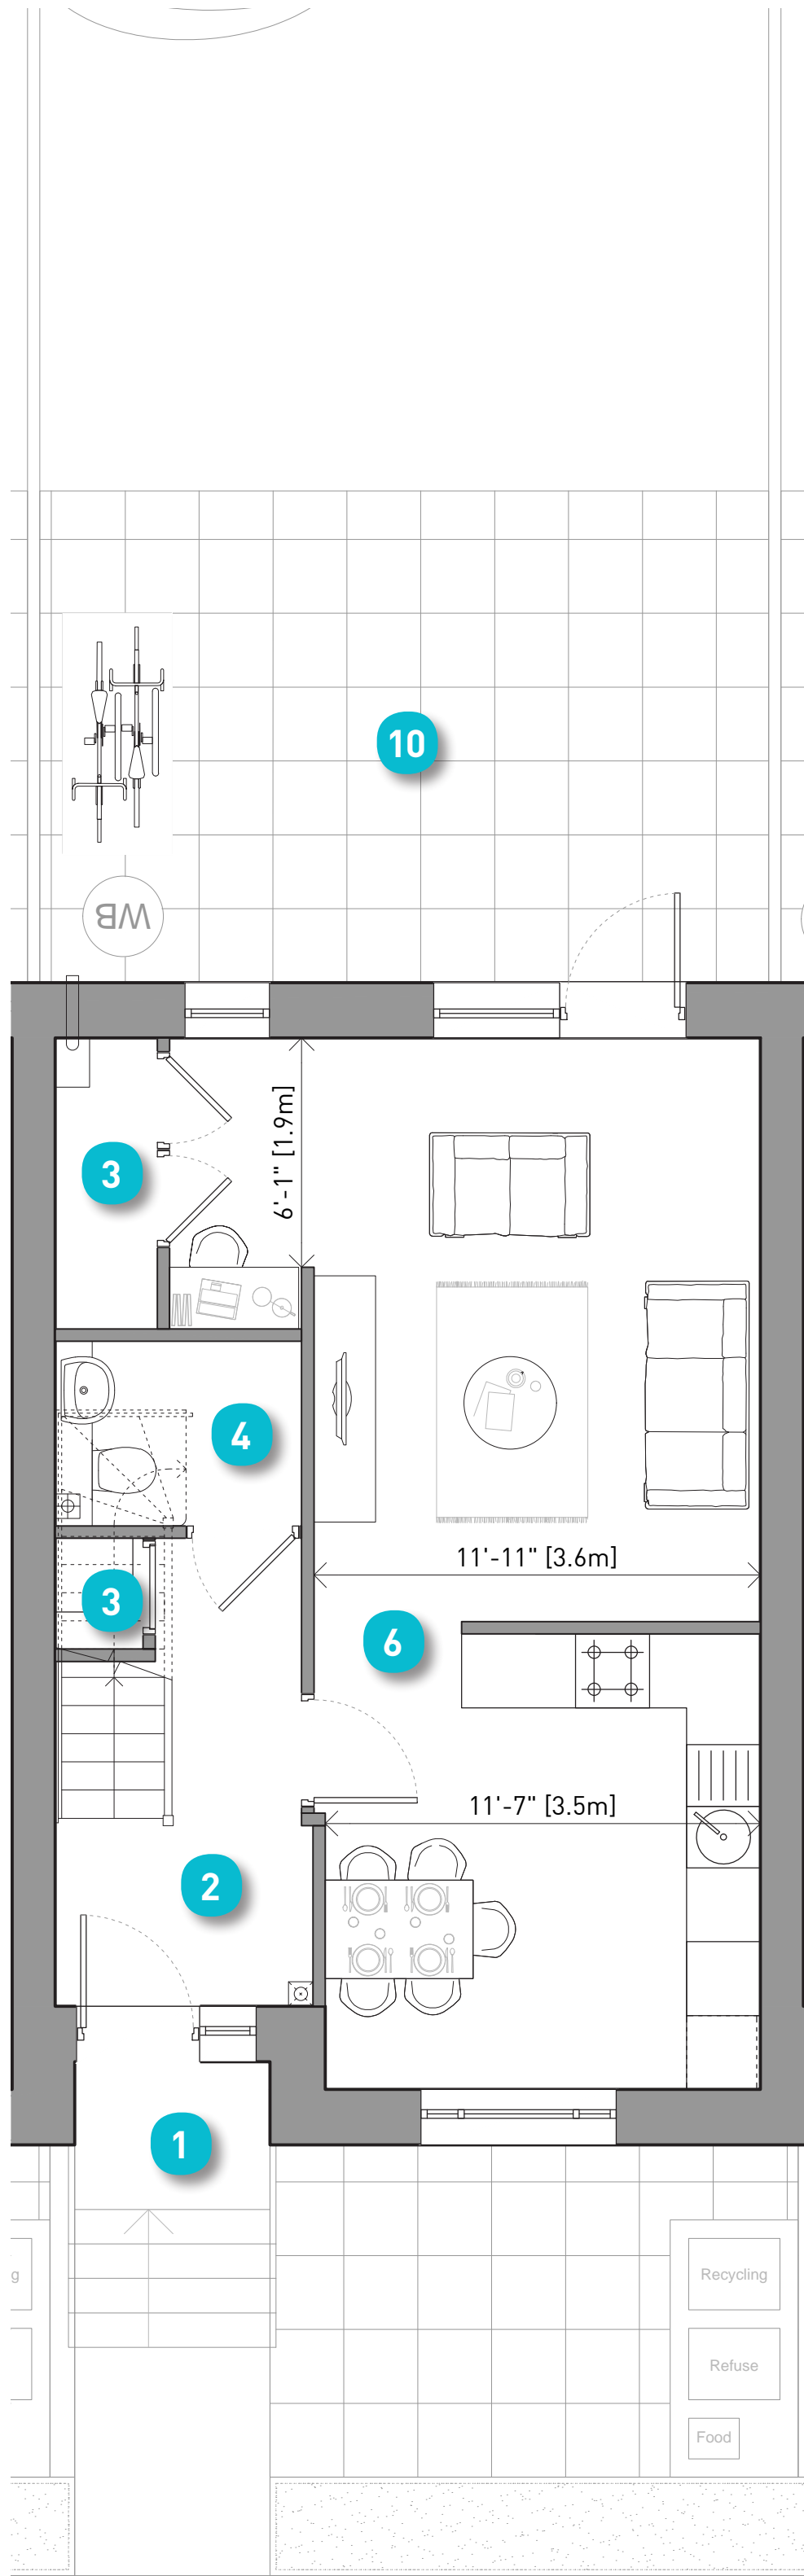 10
WB
6'-1" [1.9m]
3
4
11'-11" [3.6m]
3
6
11'-7" [3.5m]
2
1
g
Recycling
Refuse
Food